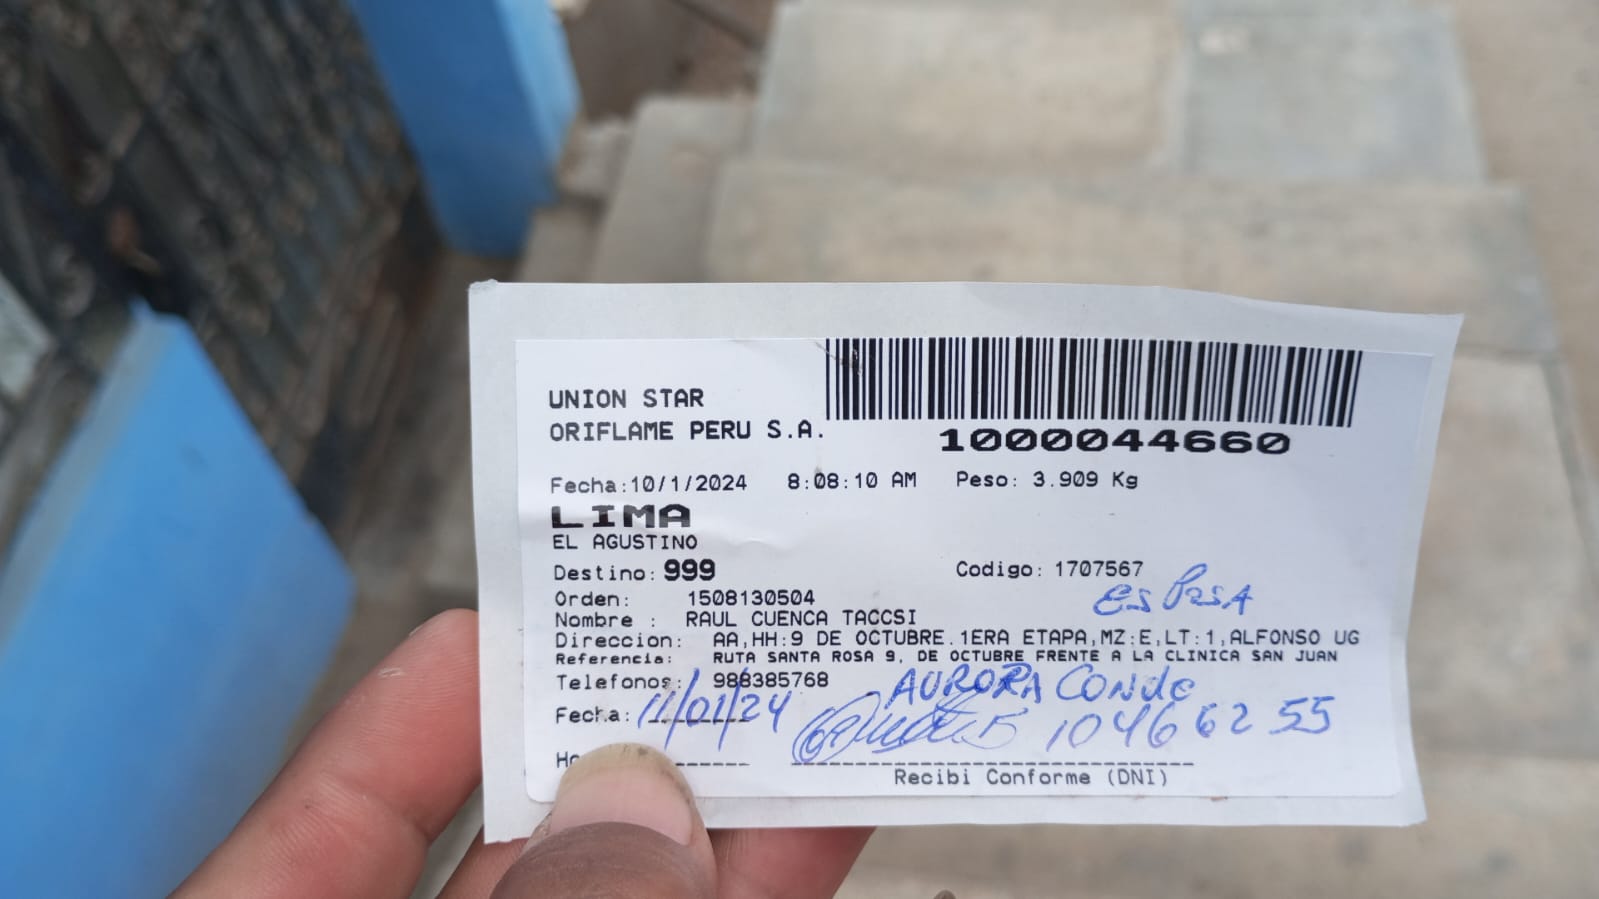 UNION STAR
ORIFLAME PERU S.A.
1000044660
Fecha:10/1/2024 8:08:10 AM Peso: 3.909 Kg
LIMA
EL AGUSTINO
Destino: 999 Codigo: 1707567
Orden: 1508130504
Nombre : RAUL CUENCA TACCSI
Direccion: AA,HH:9 DE OCTUBRE.1ERA ETAPA,MZ:E,LT:1,ALFONSO UG
Referencia: RUTA SANTA ROSA 9, DE OCTUBRE FRENTE A LA CLINICA SAN JUAN
Telefonos: 988385768
AURORA Conde
Fecha: 11/01/24
10466255
Recibi Conforme (DNI)